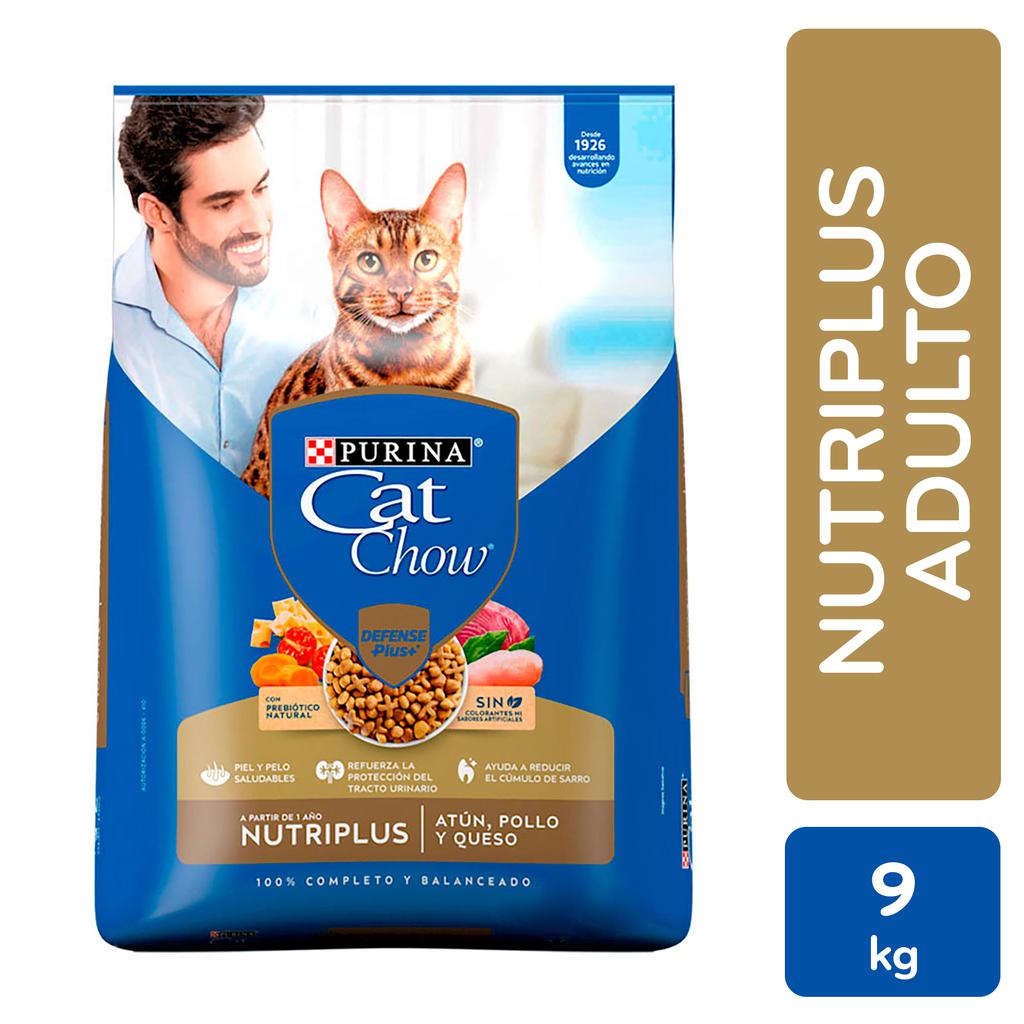 Desde
1926
desarrollando
avances en
nutrición
PURINA®
Cat
Chow®
DEFENSE
Plus+
CON
PREBIÓTICO
NATURAL
SIN
COLORANTES NI
SABORES ARTIFICIALES
PIEL Y PELO
SALUDABLES
REFUERZA LA
PROTECCIÓN DEL
TRACTO URINARIO
AYUDA A REDUCIR
EL CÚMULO DE SARRO
A PARTIR DE 1 AÑO
NUTRIPLUS
ATÚN, POLLO
Y QUESO
100% COMPLETO Y BALANCEADO
PURINA
PURINA
NUTRIPLUS
ADULTO
9
kg